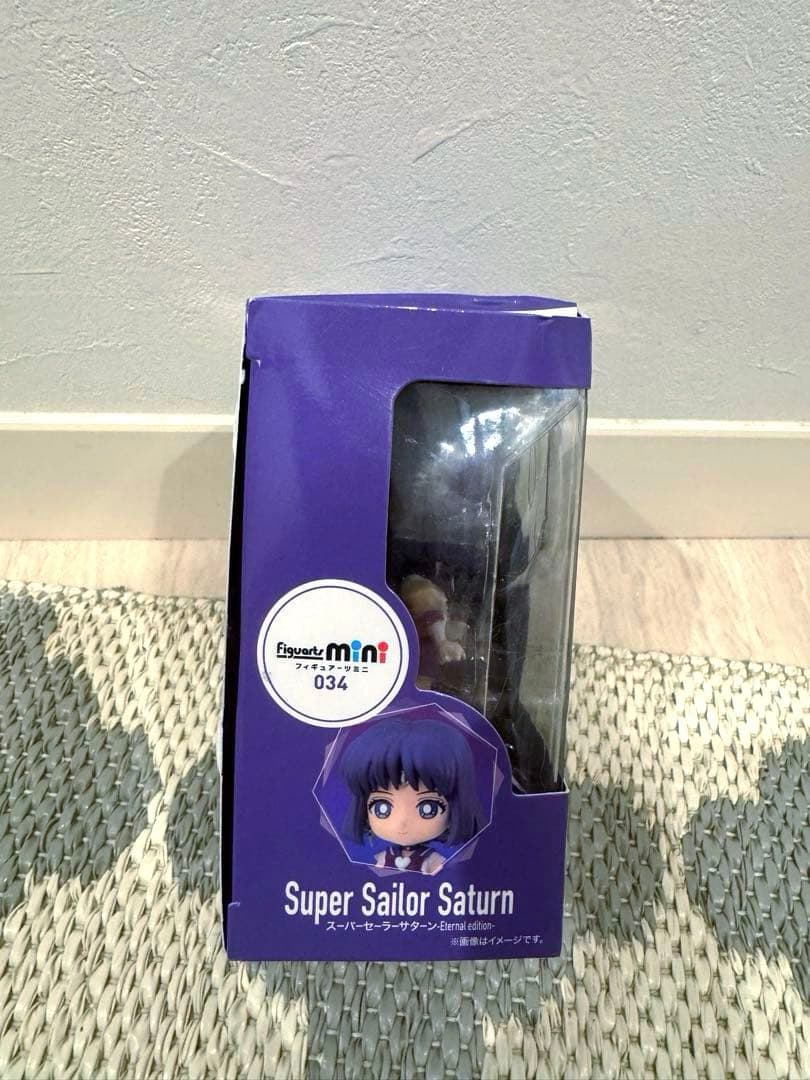 Figuarts mini
フィギュアーツミニ
034
Super Sailor Saturn
スーパーセーラーサターン-Eternal edition-
※画像はイメージです。